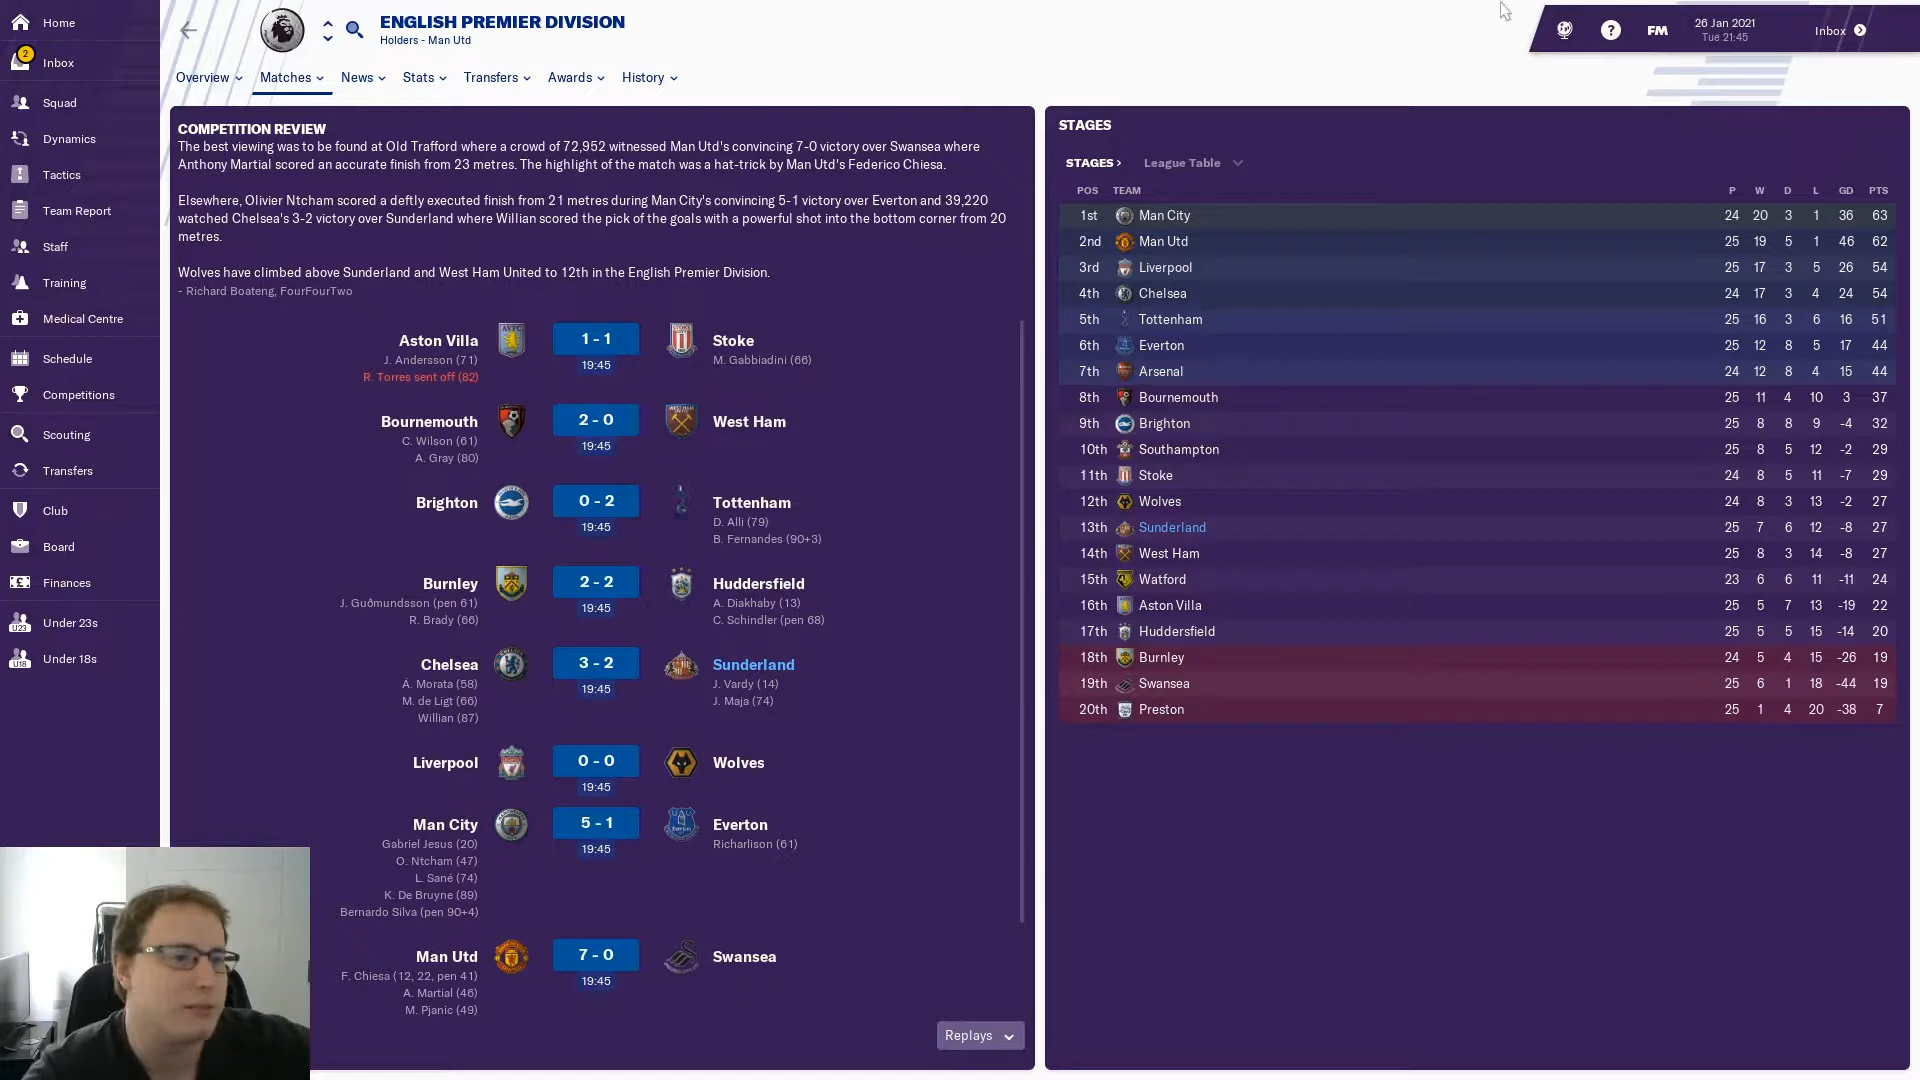 Home
2
Inbox
Squad
Dynamics
Tactics
Team Report
Staff
Training
Medical Centre
Schedule
Competitions
Scouting
Transfers
Club
Board
Finances
U23
Under 23s
U18
Under 18s
ENGLISH PREMIER DIVISION
Holders - Man Utd
Overview Matches News Stats Transfers Awards History
? FM
26 Jan 2021
Tue 21:45
Inbox
COMPETITION REVIEW
The best viewing was to be found at Old Trafford where a crowd of 72,952 witnessed Man Utd's convincing 7-0 victory over Swansea where
Anthony Martial scored an accurate finish from 23 metres. The highlight of the match was a hat-trick by Man Utd's Federico Chiesa.
Elsewhere, Olivier Ntcham scored a deftly executed finish from 21 metres during Man City's convincing 5-1 victory over Everton and 39,220
watched Chelsea's 3-2 victory over Sunderland where Willian scored the pick of the goals with a powerful shot into the bottom corner from 20
metres.
Wolves have climbed above Sunderland and West Ham United to 12th in the English Premier Division.
- Richard Boateng, FourFourTwo
Aston Villa 1 - 1 Stoke
J. Andersson (71) 19:45 M. Gabbiadini (66)
R. Torres sent off (82)
Bournemouth 2 - 0 West Ham
C. Wilson (61) 19:45
A. Gray (80)
Brighton 0 - 2 Tottenham
19:45 D. Alli (79)
B. Fernandes (90+3)
Burnley 2 - 2 Huddersfield
J. Guðmundsson (pen 61) 19:45 A. Diakhaby (13)
R. Brady (66) C. Schindler (pen 68)
Chelsea 3 - 2 Sunderland
Á. Morata (58) 19:45 J. Vardy (14)
M. de Ligt (66) J. Maja (74)
Willian (87)
Liverpool 0 - 0 Wolves
19:45
Man City 5 - 1 Everton
Gabriel Jesus (20) 19:45 Richarlison (61)
O. Ntcham (47)
L. Sané (74)
K. De Bruyne (89)
Bernardo Silva (pen 90+4)
Man Utd 7 - 0 Swansea
F. Chiesa (12, 22, pen 41) 19:45
A. Martial (46)
M. Pjanic (49)
Replays
STAGES
STAGES › League Table
POS TEAM P W D L GD PTS
1st Man City 24 20 3 1 36 63
2nd Man Utd 25 19 5 1 46 62
3rd Liverpool 25 17 3 5 26 54
4th Chelsea 24 17 3 4 24 54
5th Tottenham 25 16 3 6 16 51
6th Everton 25 12 8 5 17 44
7th Arsenal 24 12 8 4 15 44
8th Bournemouth 25 11 4 10 3 37
9th Brighton 25 8 8 9 -4 32
10th Southampton 25 8 5 12 -2 29
11th Stoke 24 8 5 11 -7 29
12th Wolves 24 8 3 13 -2 27
13th Sunderland 25 7 6 12 -8 27
14th West Ham 25 8 3 14 -8 27
15th Watford 23 6 6 11 -11 24
16th Aston Villa 25 5 7 13 -19 22
17th Huddersfield 25 5 5 15 -14 20
18th Burnley 24 5 4 15 -26 19
19th Swansea 25 6 1 18 -44 19
20th Preston 25 1 4 20 -38 7